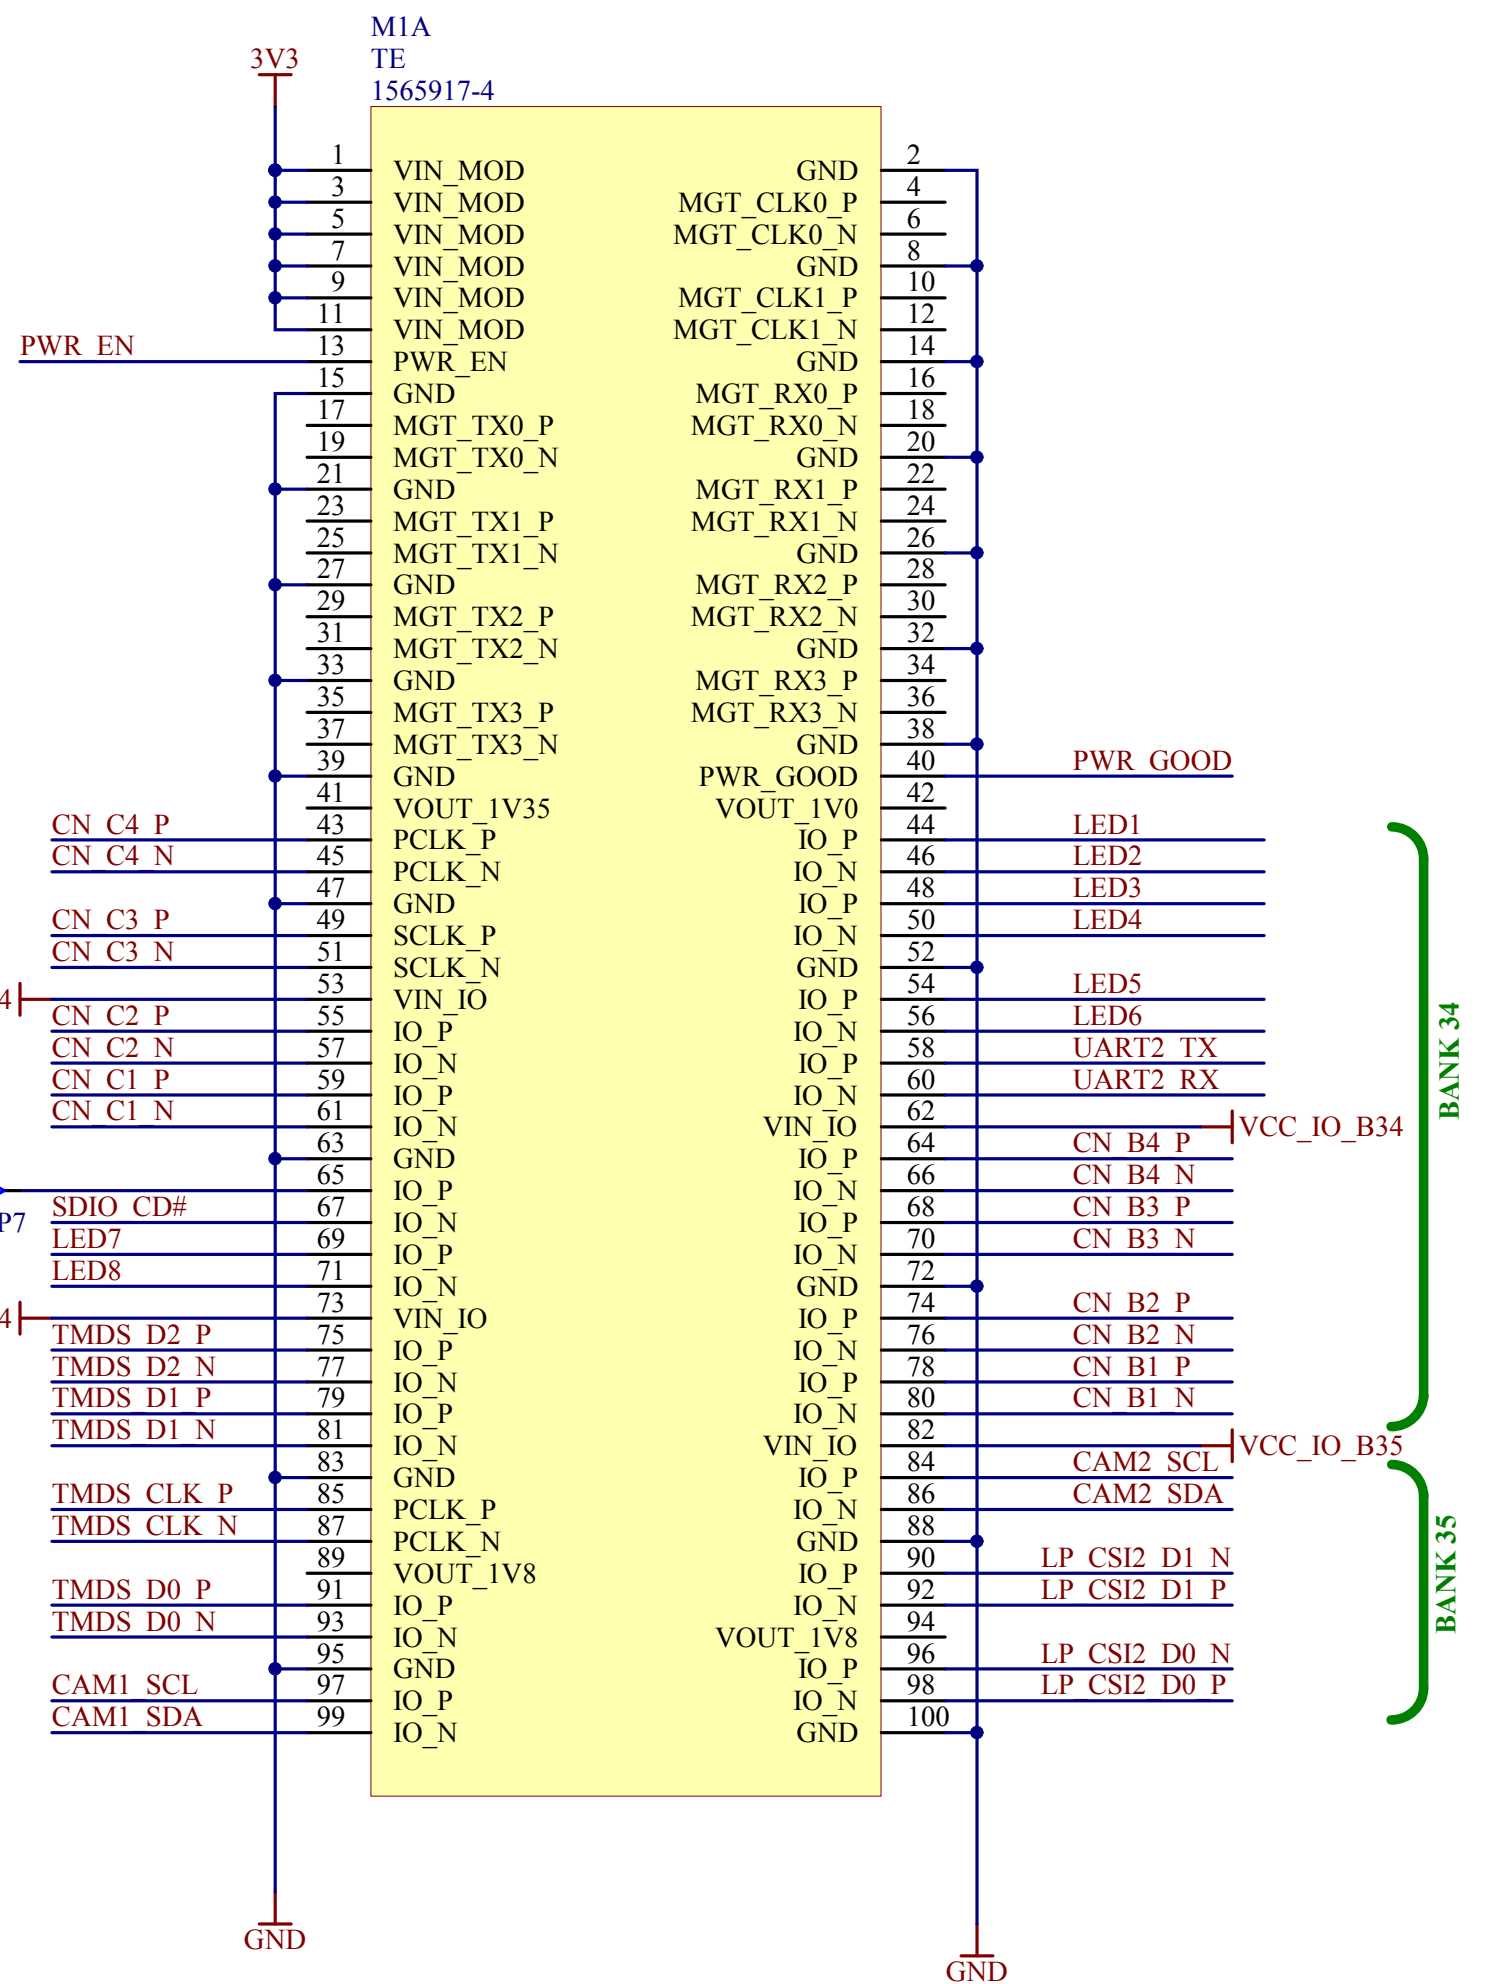 M1A
TE
1565917-4
3V3
1 VIN_MOD GND 2
3 VIN_MOD MGT_CLK0_P 4
5 VIN_MOD MGT_CLK0_N 6
7 VIN_MOD GND 8
9 VIN_MOD MGT_CLK1_P 10
11 VIN_MOD MGT_CLK1_N 12
PWR_EN 13 PWR_EN GND 14
15 GND MGT_RX0_P 16
17 MGT_TX0_P MGT_RX0_N 18
19 MGT_TX0_N GND 20
21 GND MGT_RX1_P 22
23 MGT_TX1_P MGT_RX1_N 24
25 MGT_TX1_N GND 26
27 GND MGT_RX2_P 28
29 MGT_TX2_P MGT_RX2_N 30
31 MGT_TX2_N GND 32
33 GND MGT_RX3_P 34
35 MGT_TX3_P MGT_RX3_N 36
37 MGT_TX3_N GND 38
39 GND PWR_GOOD 40 PWR_GOOD
41 VOUT_1V35 VOUT_1V0 42
CN_C4_P 43 PCLK_P IO_P 44 LED1
CN_C4_N 45 PCLK_N IO_N 46 LED2
47 GND IO_P 48 LED3
CN_C3_P 49 SCLK_P IO_N 50 LED4
CN_C3_N 51 SCLK_N GND 52
4 53 VIN_IO IO_P 54 LED5
CN_C2_P 55 IO_P IO_N 56 LED6
CN_C2_N 57 IO_N IO_P 58 UART2_TX
CN_C1_P 59 IO_P IO_N 60 UART2_RX
CN_C1_N 61 IO_N VIN_IO 62 VCC_IO_B34
63 GND IO_P 64 CN_B4_P
65 IO_P IO_N 66 CN_B4_N
P7 SDIO_CD# 67 IO_N IO_P 68 CN_B3_P
LED7 69 IO_P IO_N 70 CN_B3_N
LED8 71 IO_N GND 72
4 73 VIN_IO IO_P 74 CN_B2_P
TMDS_D2_P 75 IO_P IO_N 76 CN_B2_N
TMDS_D2_N 77 IO_N IO_P 78 CN_B1_P
TMDS_D1_P 79 IO_P IO_N 80 CN_B1_N
TMDS_D1_N 81 IO_N VIN_IO 82 VCC_IO_B35
83 GND IO_P 84 CAM2_SCL
TMDS_CLK_P 85 PCLK_P IO_N 86 CAM2_SDA
TMDS_CLK_N 87 PCLK_N GND 88
89 VOUT_1V8 IO_P 90 LP_CSI2_D1_N
TMDS_D0_P 91 IO_P IO_N 92 LP_CSI2_D1_P
TMDS_D0_N 93 IO_N VOUT_1V8 94
95 GND IO_P 96 LP_CSI2_D0_N
CAM1_SCL 97 IO_P IO_N 98 LP_CSI2_D0_P
CAM1_SDA 99 IO_N GND 100
BANK 34
BANK 35
GND
GND